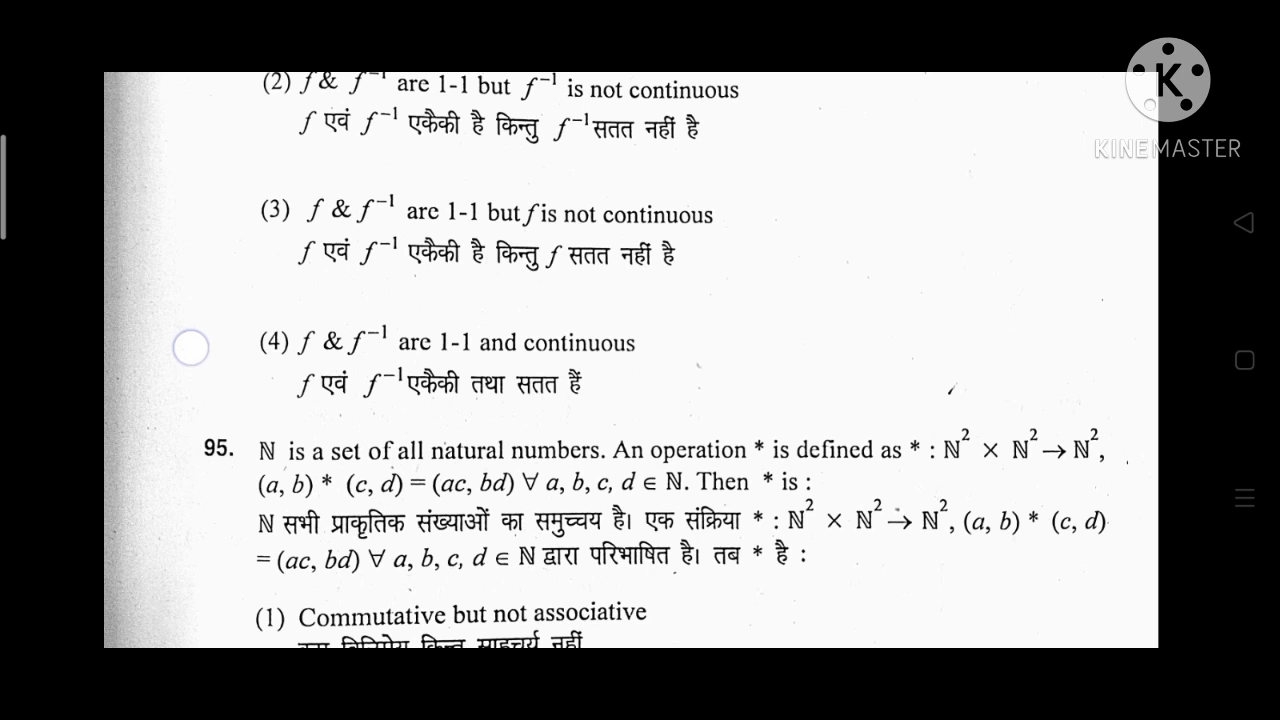 (2) f & f⁻¹ are 1-1 but f⁻¹ is not continuous
f एवं f⁻¹ एकैकी है किन्तु f⁻¹ सतत नहीं है
(3) f & f⁻¹ are 1-1 but f is not continuous
f एवं f⁻¹ एकैकी है किन्तु f सतत नहीं है
(4) f & f⁻¹ are 1-1 and continuous
f एवं f⁻¹ एकैकी तथा सतत हैं
95. ℕ is a set of all natural numbers. An operation * is defined as * : ℕ² × ℕ² → ℕ²,
(a, b) * (c, d) = (ac, bd) ∀ a, b, c, d ∈ ℕ. Then * is :
ℕ सभी प्राकृतिक संख्याओं का समुच्चय है। एक संक्रिया * : ℕ² × ℕ² → ℕ², (a, b) * (c, d)
= (ac, bd) ∀ a, b, c, d ∈ ℕ द्वारा परिभाषित है। तब * है :
(1) Commutative but not associative
किन्तु साहचर्य नहीं
K
KINEMASTER